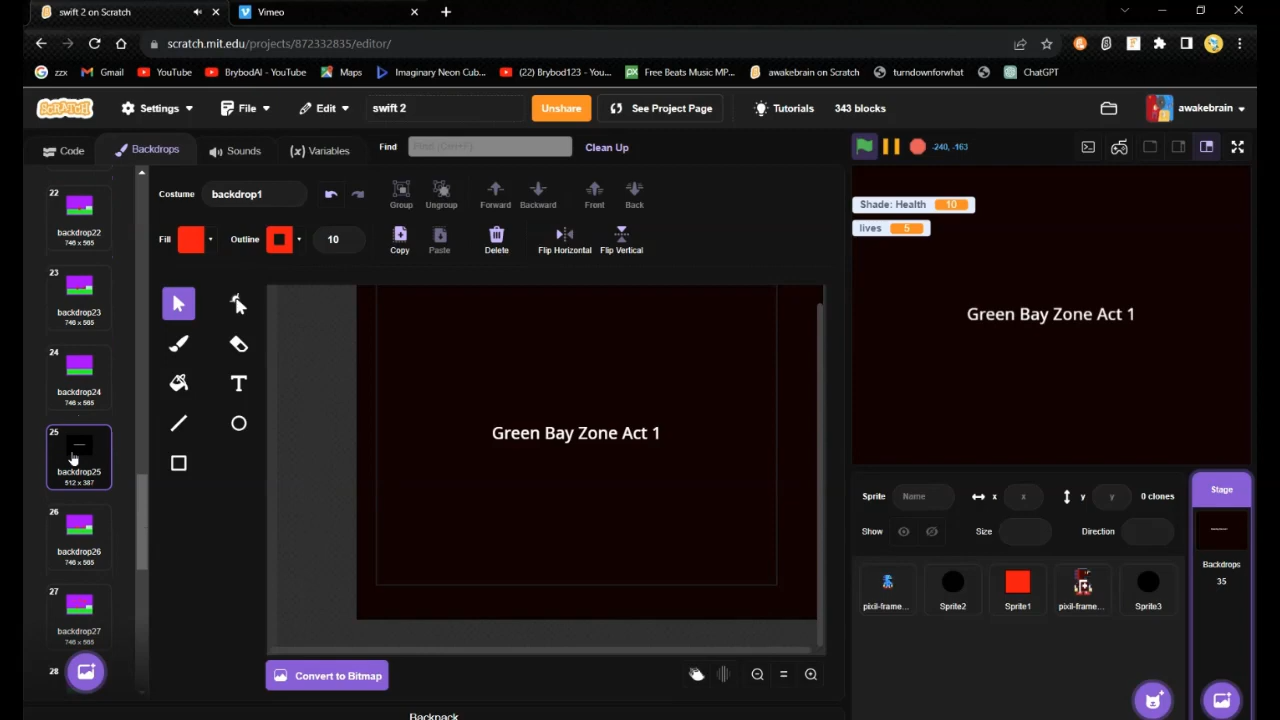 swift 2 on Scratch
Vimeo
scratch.mit.edu/projects/872332835/editor/
zzx
Gmail
YouTube
BrybodAI - YouTube
Maps
Imaginary Neon Cub...
(22) Brybod123 - You...
Free Beats Music MP...
awakebrain on Scratch
turndownforwhat
ChatGPT
SCRATCH
Settings
File
Edit
swift 2
Unshare
See Project Page
Tutorials
343 blocks
awakebrain
Code
Backdrops
Sounds
(x) Variables
Find
Find (Ctrl+F)
Clean Up
-240, -163
22
backdrop22
746 x 565
23
backdrop23
746 x 565
24
backdrop24
746 x 565
25
backdrop25
512 x 387
26
backdrop26
746 x 565
27
backdrop27
746 x 565
28
Costume
backdrop1
Group
Ungroup
Forward
Backward
Front
Back
Fill
Outline
10
Copy
Paste
Delete
Flip Horizontal
Flip Vertical
T
Green Bay Zone Act 1
Convert to Bitmap
Backpack
Shade: Health 10
lives 5
Green Bay Zone Act 1
Sprite
Name
x
x
y
y
0 clones
Show
Size
Direction
pixil-frame...
Sprite2
Sprite1
pixil-frame...
Sprite3
Stage
Backdrops
35